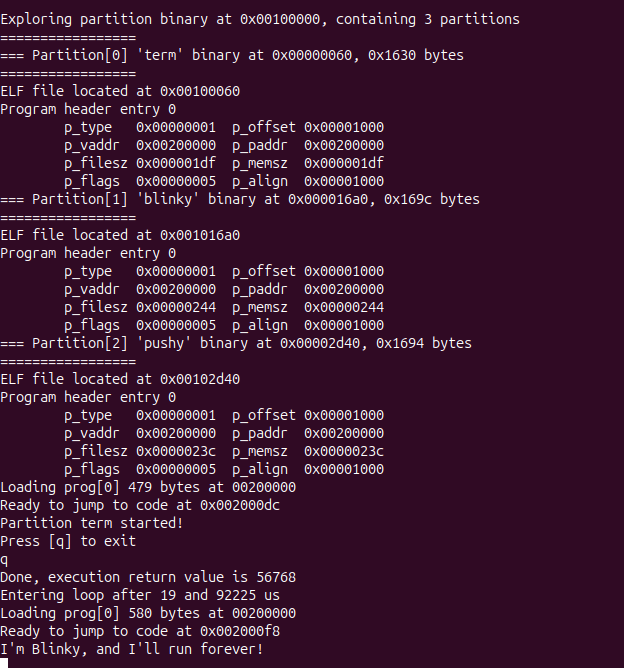 Exploring partition binary at 0x00100000, containing 3 partitions
=================
=== Partition[0] 'term' binary at 0x00000060, 0x1630 bytes
=================
ELF file located at 0x00100060
Program header entry 0
p_type 0x00000001 p_offset 0x00001000
p_vaddr 0x00200000 p_paddr 0x00200000
p_filesz 0x000001df p_memsz 0x000001df
p_flags 0x00000005 p_align 0x00001000
=== Partition[1] 'blinky' binary at 0x000016a0, 0x169c bytes
=================
ELF file located at 0x001016a0
Program header entry 0
p_type 0x00000001 p_offset 0x00001000
p_vaddr 0x00200000 p_paddr 0x00200000
p_filesz 0x00000244 p_memsz 0x00000244
p_flags 0x00000005 p_align 0x00001000
=== Partition[2] 'pushy' binary at 0x00002d40, 0x1694 bytes
=================
ELF file located at 0x00102d40
Program header entry 0
p_type 0x00000001 p_offset 0x00001000
p_vaddr 0x00200000 p_paddr 0x00200000
p_filesz 0x0000023c p_memsz 0x0000023c
p_flags 0x00000005 p_align 0x00001000
Loading prog[0] 479 bytes at 00200000
Ready to jump to code at 0x002000dc
Partition term started!
Press [q] to exit
q
Done, execution return value is 56768
Entering loop after 19 and 92225 us
Loading prog[0] 580 bytes at 00200000
Ready to jump to code at 0x002000f8
I'm Blinky, and I'll run forever!